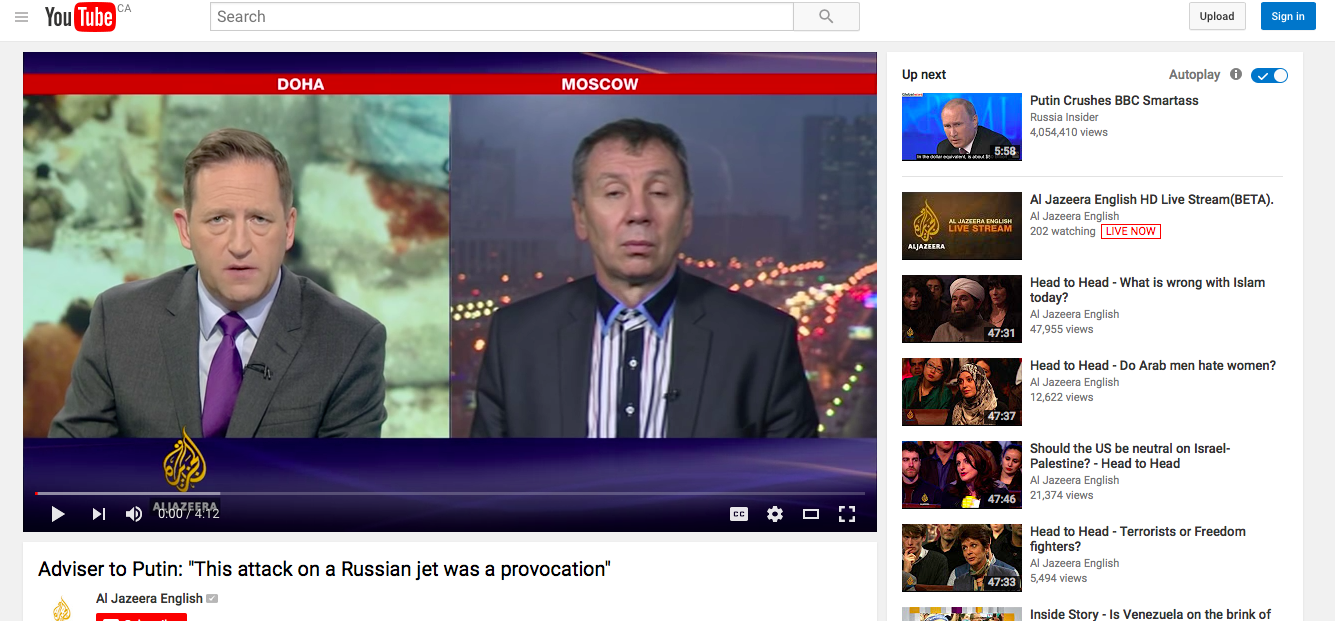 YouTube CA
Search
Upload
Sign in
DOHA
MOSCOW
ALJAZEERA
0:00 / 4:12
CC
Adviser to Putin: "This attack on a Russian jet was a provocation"
Al Jazeera English
Up next
Autoplay
5:58
Putin Crushes BBC Smartass
Russia Insider
4,054,410 views
AL JAZEERA ENGLISH
LIVE STREAM
ALJAZEERA
Al Jazeera English HD Live Stream(BETA).
Al Jazeera English
202 watching LIVE NOW
47:31
Head to Head - What is wrong with Islam
today?
Al Jazeera English
47,955 views
47:37
Head to Head - Do Arab men hate women?
Al Jazeera English
12,622 views
47:46
Should the US be neutral on Israel-
Palestine? - Head to Head
Al Jazeera English
21,374 views
47:33
Head to Head - Terrorists or Freedom
fighters?
Al Jazeera English
5,494 views
Inside Story - Is Venezuela on the brink of